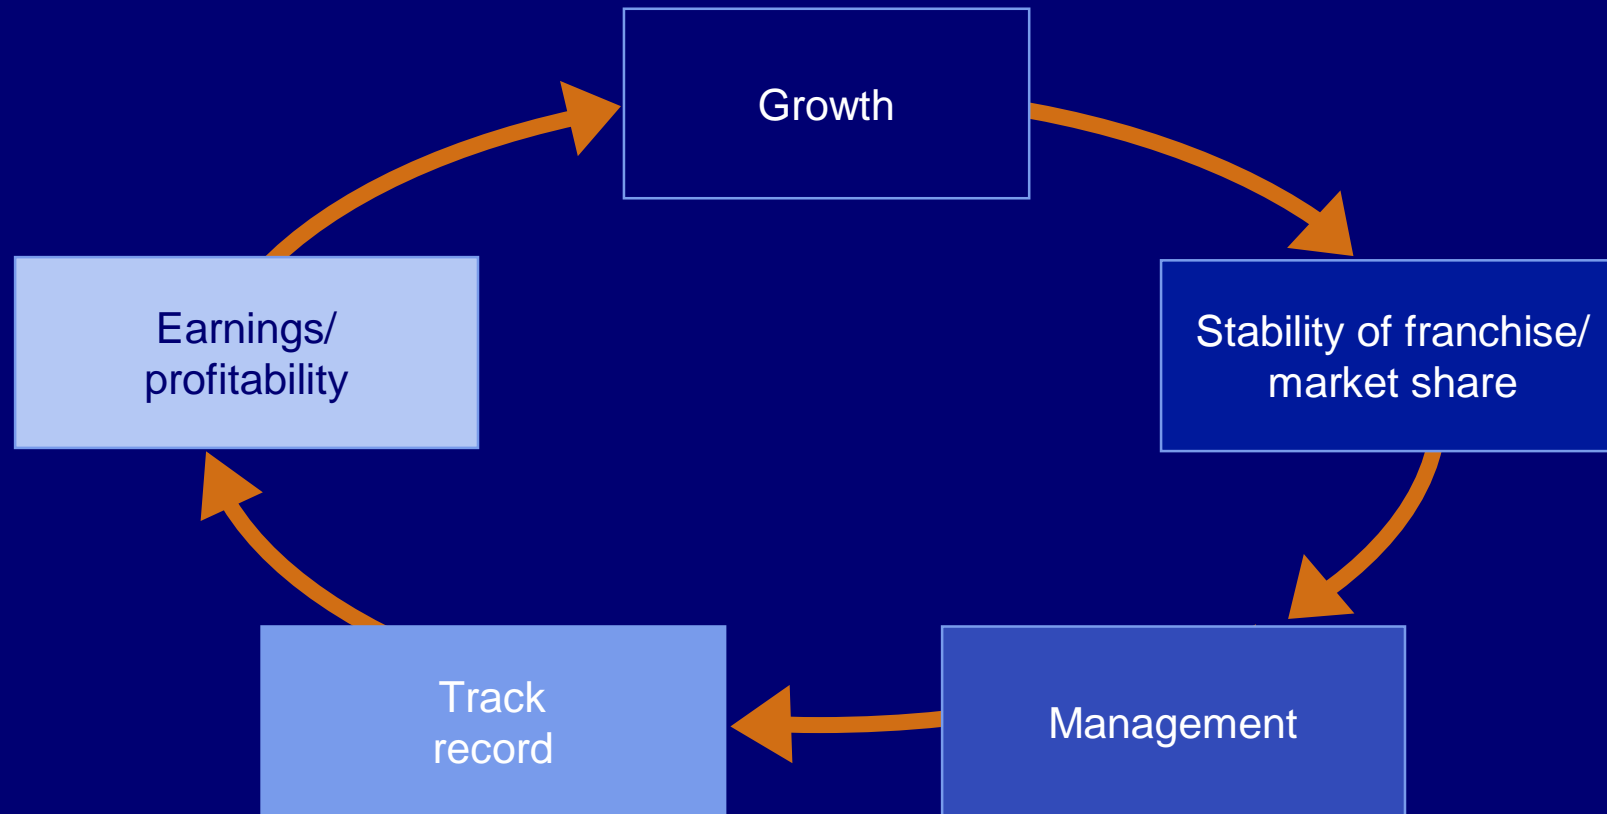 Growth
Stability of franchise/
market share
Management
Track
record
Earnings/
profitability